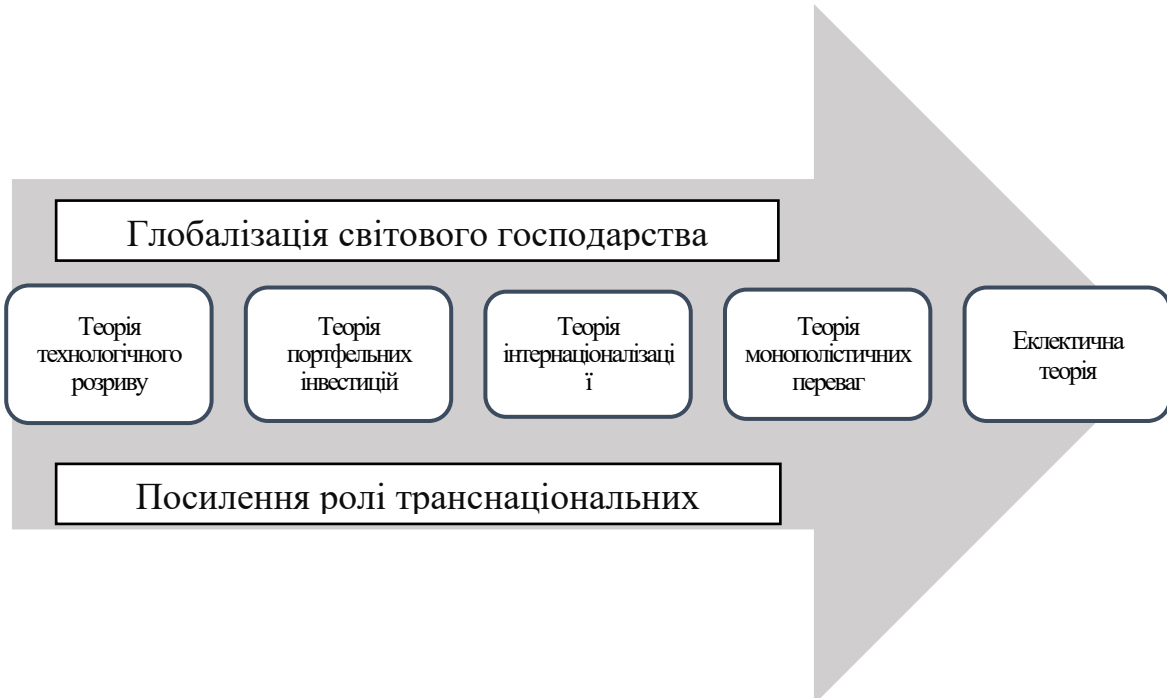 Глобалізація світового господарства
Теорія
технологічного
розриву
Теорія
портфельних
інвестицій
Теорія
інтернаціоналізаці
ї
Теорія
монополістичних
переваг
Еклектична
теорія
Посилення ролі транснаціональних